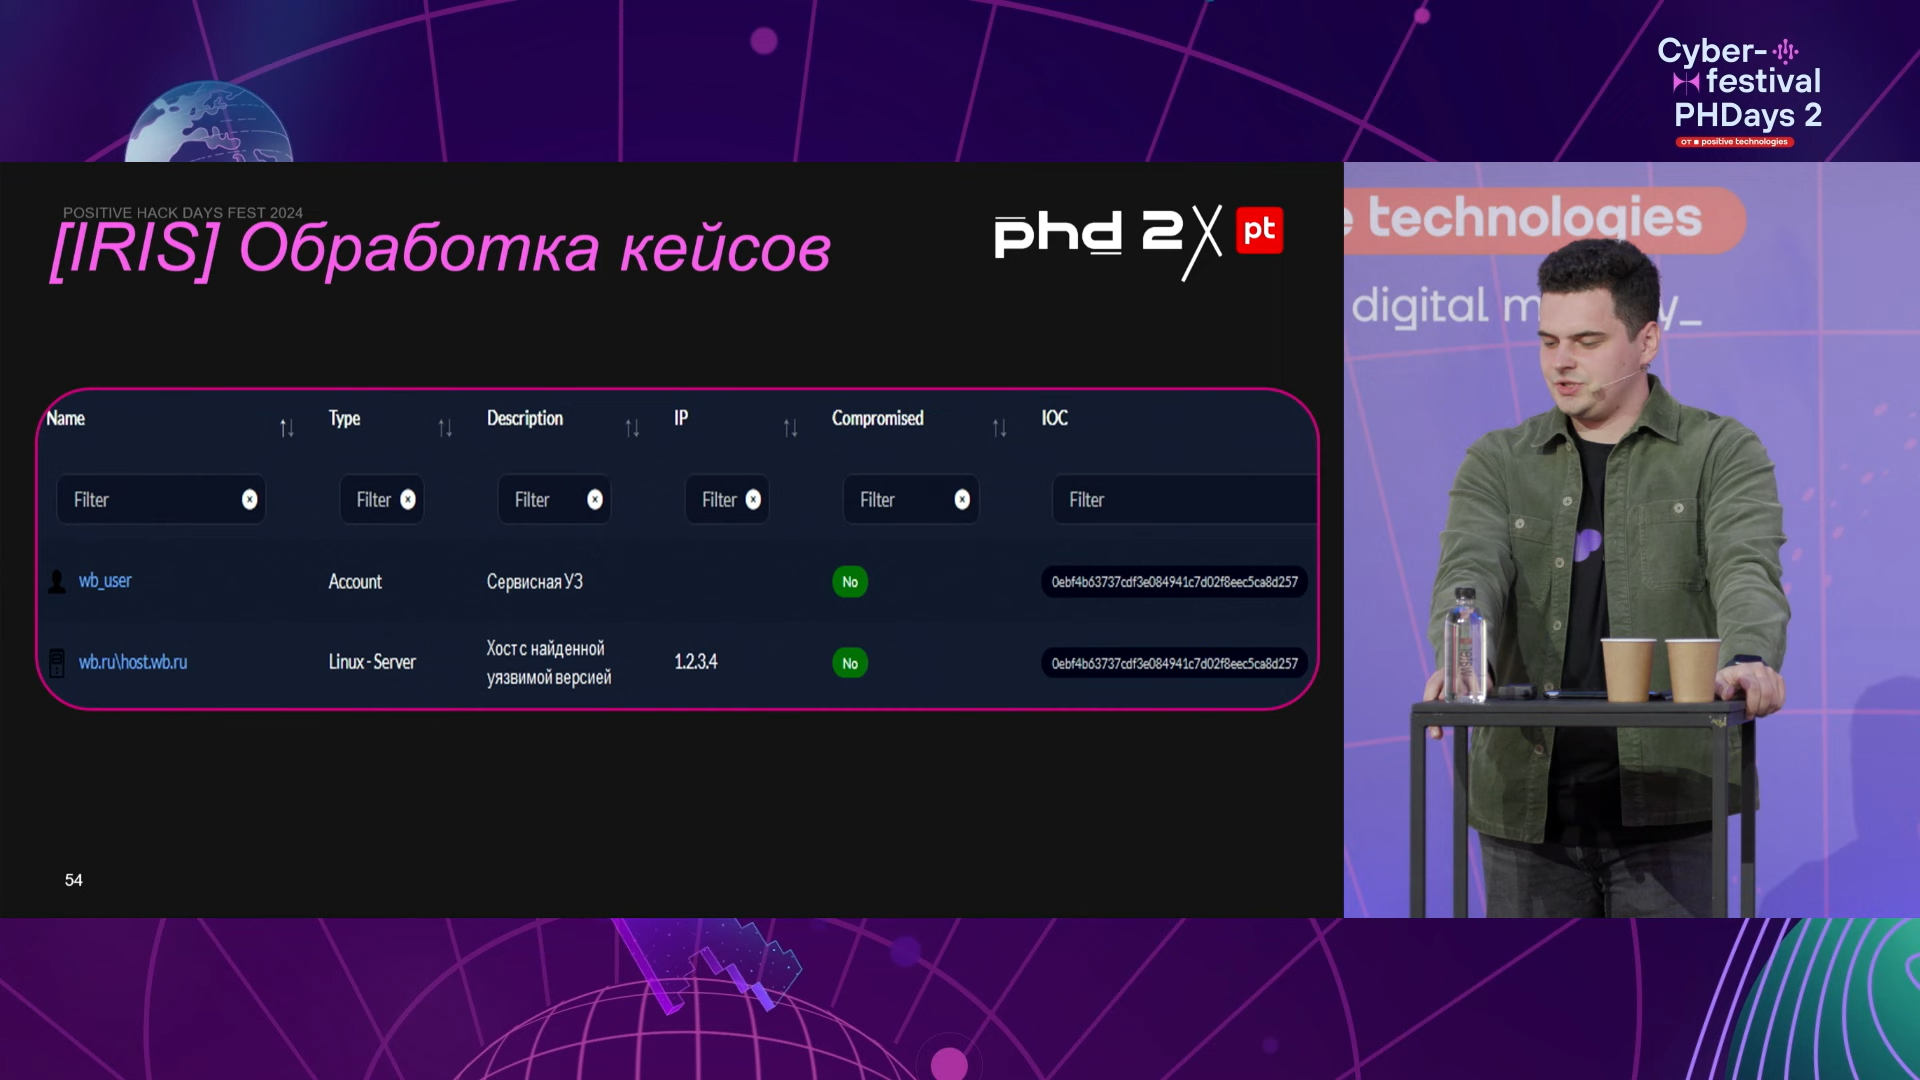 Cyber-
festival
PHDays 2
от positive technologies
POSITIVE HACK DAYS FEST 2024
[IRIS] Обработка кейсов
phd 2
pt
Name Type Description IP Compromised IOC
Filter Filter Filter Filter Filter Filter
wb_user Account Сервисная УЗ No 0ebf4b63737cdf3e084941c7d02f8eec5ca8d257
wb.ru\host.wb.ru Linux - Server Хост с найденной уязвимой версией 1.2.3.4 No 0ebf4b63737cdf3e084941c7d02f8eec5ca8d257
54
e technologies
digital m y_